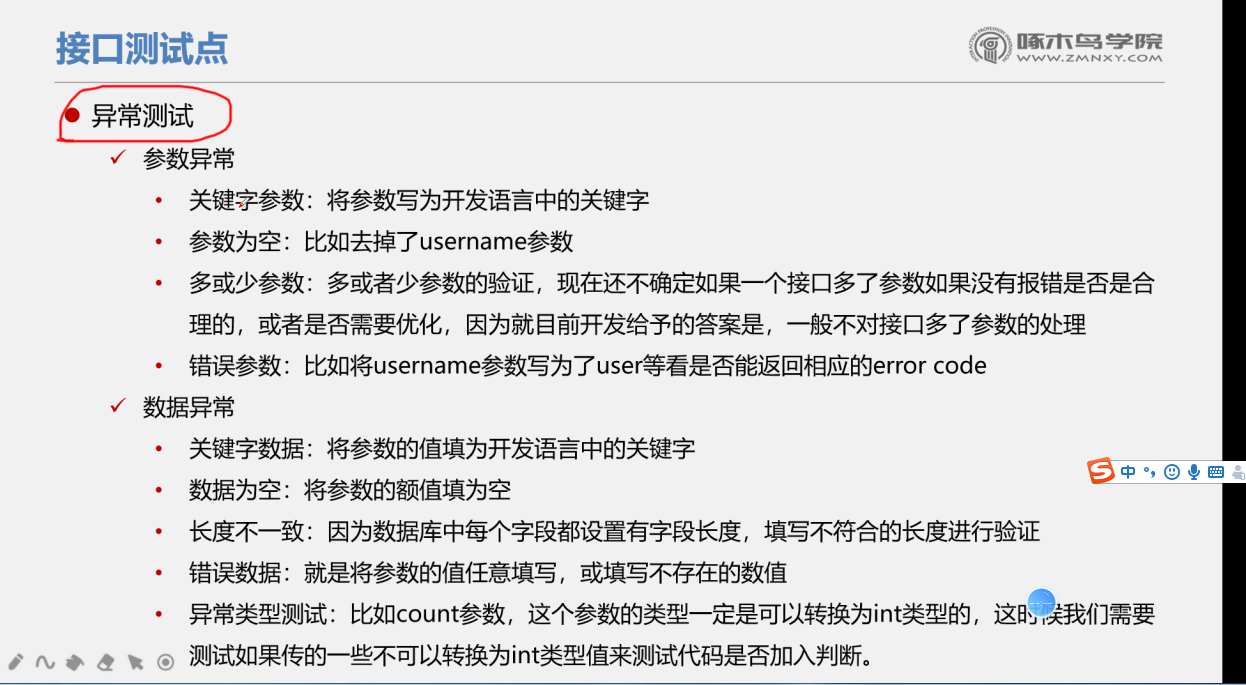 接口测试点
啄木鸟学院
WWW.ZMNXY.COM
异常测试
参数异常
关键字参数：将参数写为开发语言中的关键字
参数为空：比如去掉了username参数
多或少参数：多或者少参数的验证，现在还不确定如果一个接口多了参数如果没有报错是否是合
理的，或者是否需要优化，因为就目前开发给予的答案是，一般不对接口多了参数的处理
错误参数：比如将username参数写为了user等看是否能返回相应的error code
数据异常
关键字数据：将参数的值填为开发语言中的关键字
数据为空：将参数的额值填为空
长度不一致：因为数据库中每个字段都设置有字段长度，填写不符合的长度进行验证
错误数据：就是将参数的值任意填写，或填写不存在的数值
异常类型测试：比如count参数，这个参数的类型一定是可以转换为int类型的，这时候我们需要
测试如果传的一些不可以转换为int类型值来测试代码是否加入判断。
中